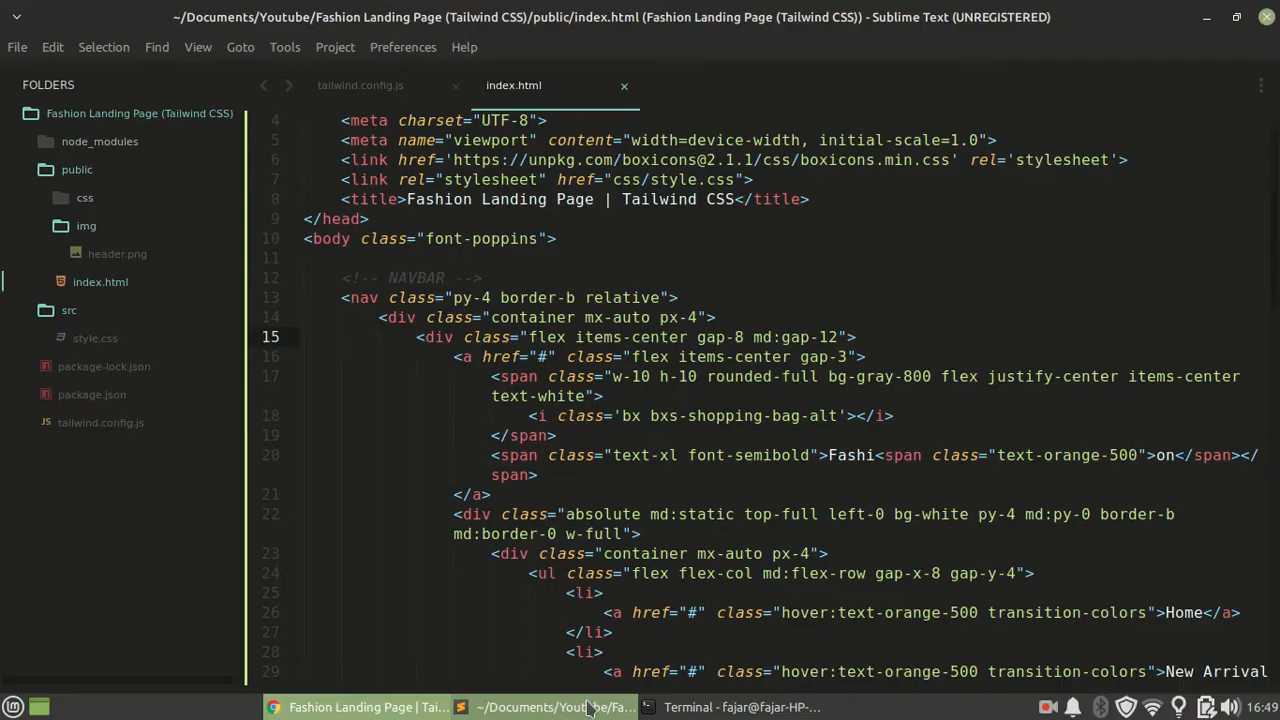 ~/Documents/Youtube/Fashion Landing Page (Tailwind CSS)/public/index.html (Fashion Landing Page (Tailwind CSS)) - Sublime Text (UNREGISTERED)
File Edit Selection Find View Goto Tools Project Preferences Help
FOLDERS
Fashion Landing Page (Tailwind CSS)
node_modules
public
css
img
header.png
index.html
src
style.css
package-lock.json
package.json
JS tailwind.config.js
tailwind.config.js index.html
4 <meta charset="UTF-8">
5 <meta name="viewport" content="width=device-width, initial-scale=1.0">
6 <link href='https://unpkg.com/boxicons@2.1.1/css/boxicons.min.css' rel='stylesheet'>
7 <link rel="stylesheet" href="css/style.css">
8 <title>Fashion Landing Page | Tailwind CSS</title>
9 </head>
10 <body class="font-poppins">
11
12 <!-- NAVBAR -->
13 <nav class="py-4 border-b relative">
14 <div class="container mx-auto px-4">
15 <div class="flex items-center gap-8 md:gap-12">
16 <a href="#" class="flex items-center gap-3">
17 <span class="w-10 h-10 rounded-full bg-gray-800 flex justify-center items-center
text-white">
18 <i class='bx bxs-shopping-bag-alt'></i>
19 </span>
20 <span class="text-xl font-semibold">Fashi<span class="text-orange-500">on</span></
span>
21 </a>
22 <div class="absolute md:static top-full left-0 bg-white py-4 md:py-0 border-b
md:border-0 w-full">
23 <div class="container mx-auto px-4">
24 <ul class="flex flex-col md:flex-row gap-x-8 gap-y-4">
25 <li>
26 <a href="#" class="hover:text-orange-500 transition-colors">Home</a>
27 </li>
28 <li>
29 <a href="#" class="hover:text-orange-500 transition-colors">New Arrival
Fashion Landing Page | Tai... ~/Documents/Youtube/Fa... Terminal - fajar@fajar-HP-... 16:49